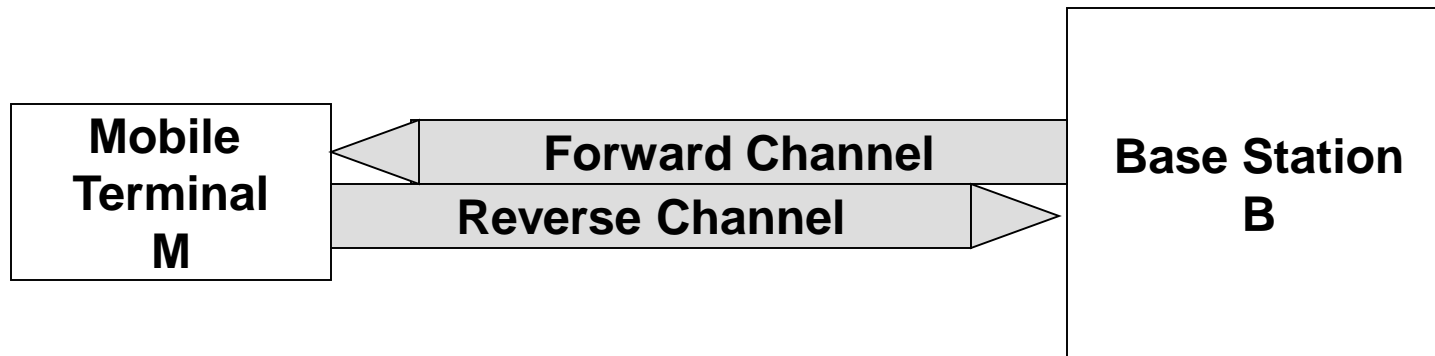 Mobile
Terminal
M
Forward Channel
Reverse Channel
Base Station
B